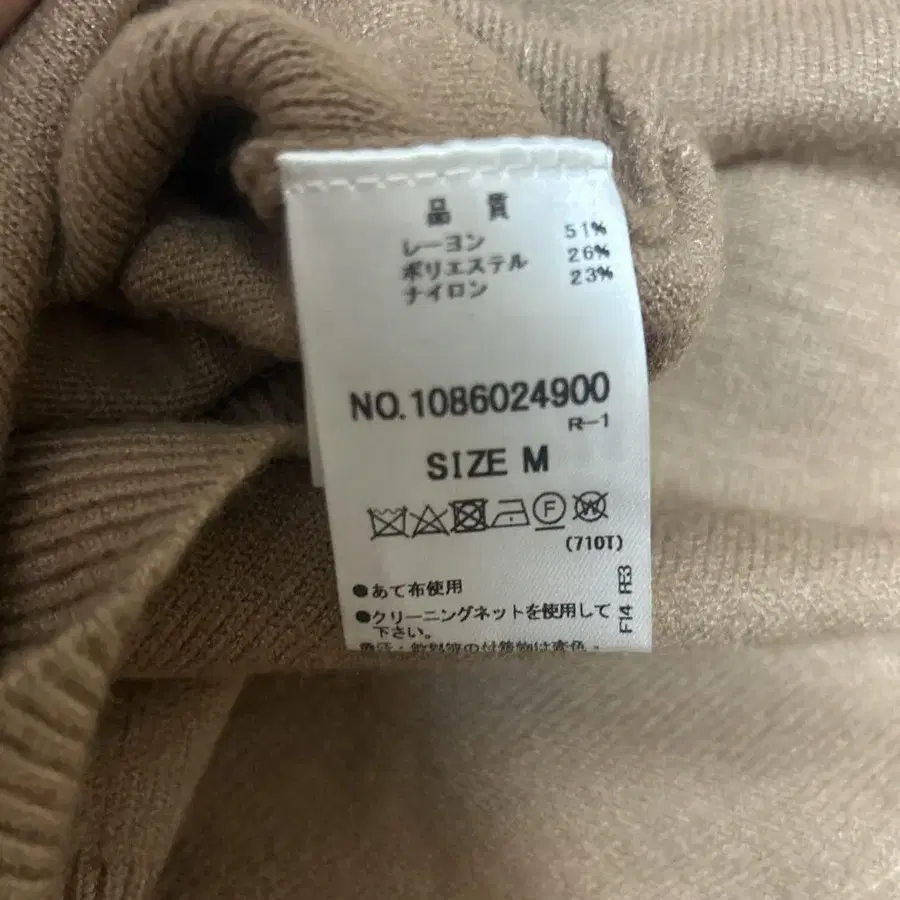 品質
レーヨン 51%
ポリエステル 26%
ナイロン 23%
NO.1086024900
R-1
SIZE M
F
W
(710T)
●あて布使用
●クリーニングネットを使用して
下さい。
F14 RE3